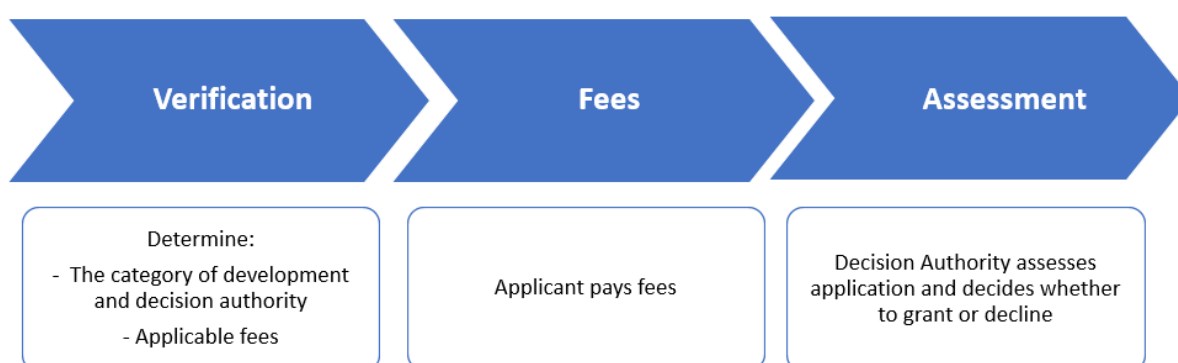 Verification
Fees
Assessment
Determine:
- The category of development
and decision authority
- Applicable fees
Applicant pays fees
Decision Authority assesses
application and decides whether
to grant or decline